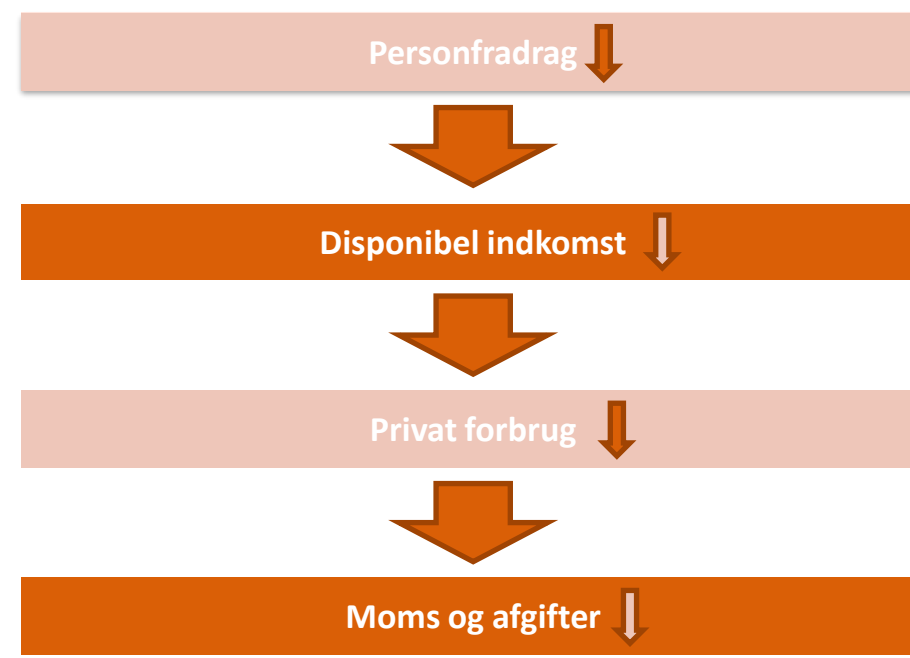 Personfradrag
Disponibel indkomst
Privat forbrug
Moms og afgifter